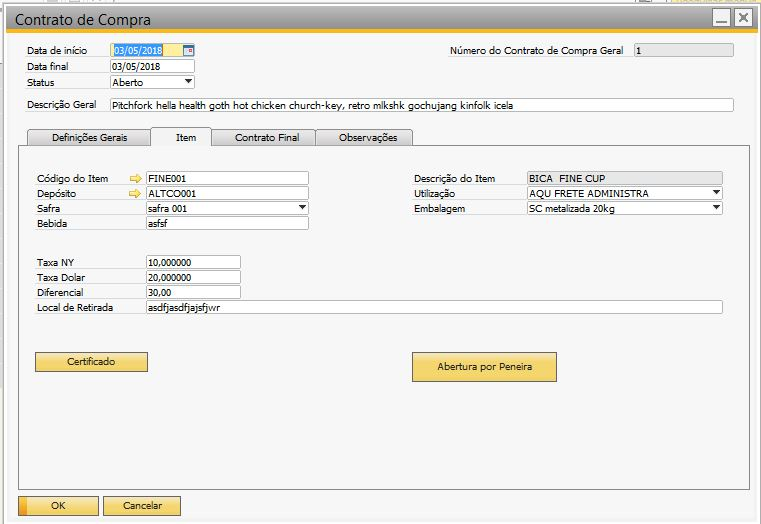 Contrato de Compra
Data de início 03/05/2018 Número do Contrato de Compra Geral 1
Data final 03/05/2018
Status Aberto
Descrição Geral Pitchfork hella health goth hot chicken church-key, retro mlkshk gochujang kinfolk icela
Definições Gerais Item Contrato Final Observações
Código do Item FINE001 Descrição do Item BICA FINE CUP
Depósito ALTCO001 Utilização AQU FRETE ADMINISTRA
Safra safra 001 Embalagem SC metalizada 20kg
Bebida asfsf
Taxa NY 10,000000
Taxa Dolar 20,000000
Diferencial 30,00
Local de Retirada asdfjasdfjajsfjwr
Certificado Abertura por Peneira
OK Cancelar